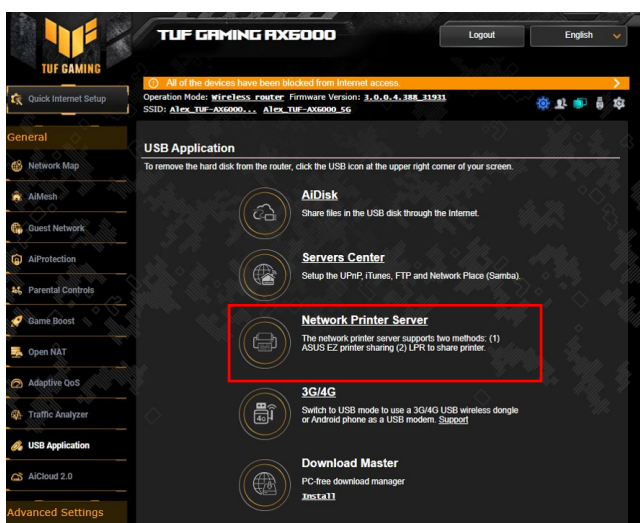 TUF GAMING
TUF GAMING AX6000
Logout
English
All of the devices have been blocked from Internet access.
Quick Internet Setup
Operation Mode: Wireless router Firmware Version: 3.0.0.4.388_31931
SSID: Alex_TUF-AX6000... Alex_TUF-AX6000_5G
General
Network Map
AiMesh
Guest Network
AiProtection
Parental Controls
Game Boost
Open NAT
Adaptive QoS
Traffic Analyzer
USB Application
AiCloud 2.0
Advanced Settings
USB Application
To remove the hard disk from the router, click the USB icon at the upper right corner of your screen.
AiDisk
Share files in the USB disk through the Internet.
Servers Center
Setup the UPnP, iTunes, FTP and Network Place (Samba).
Network Printer Server
The network printer server supports two methods: (1)
ASUS EZ printer sharing (2) LPR to share printer.
3G/4G
4G
Switch to USB mode to use a 3G/4G USB wireless dongle
or Android phone as a USB modem. Support
Download Master
PC-free download manager
Install